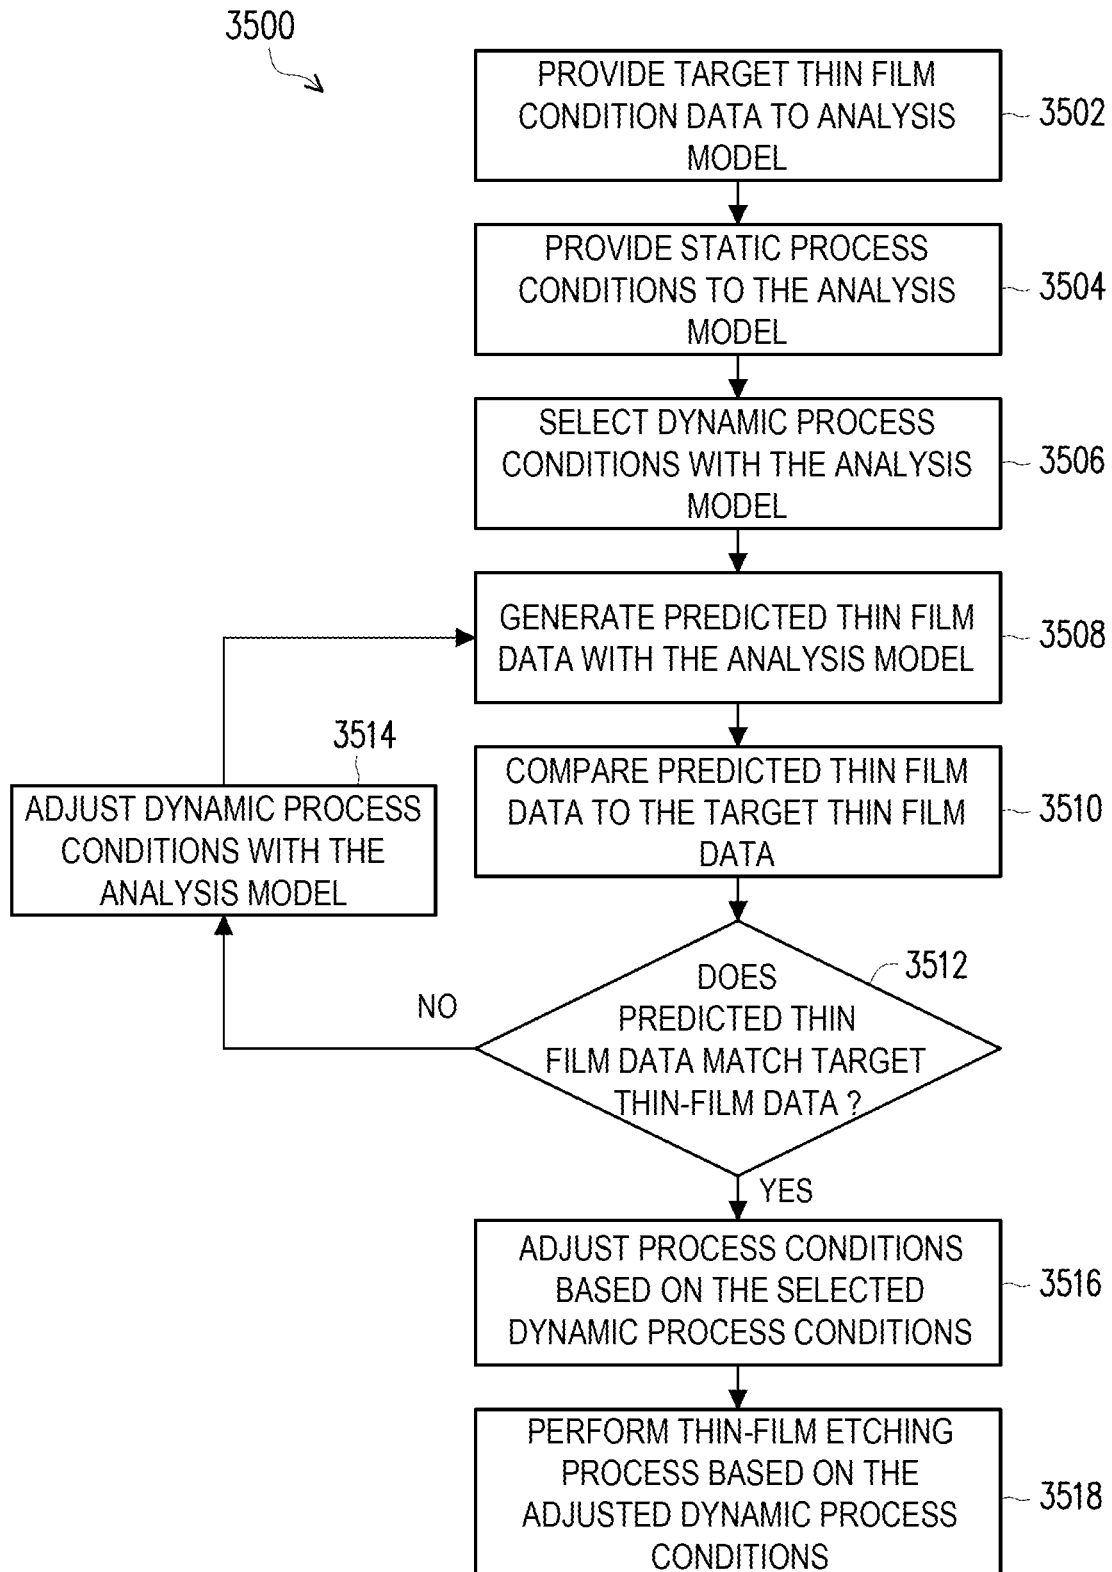 3500
PROVIDE TARGET THIN FILM
CONDITION DATA TO ANALYSIS
MODEL
3502
PROVIDE STATIC PROCESS
CONDITIONS TO THE ANALYSIS
MODEL
3504
SELECT DYNAMIC PROCESS
CONDITIONS WITH THE ANALYSIS
MODEL
3506
GENERATE PREDICTED THIN FILM
DATA WITH THE ANALYSIS MODEL
3508
COMPARE PREDICTED THIN FILM
DATA TO THE TARGET THIN FILM
DATA
3510
3514
ADJUST DYNAMIC PROCESS
CONDITIONS WITH THE
ANALYSIS MODEL
DOES
PREDICTED THIN
FILM DATA MATCH TARGET
THIN-FILM DATA ?
3512
NO
YES
ADJUST PROCESS CONDITIONS
BASED ON THE SELECTED
DYNAMIC PROCESS CONDITIONS
3516
PERFORM THIN-FILM ETCHING
PROCESS BASED ON THE
ADJUSTED DYNAMIC PROCESS
CONDITIONS
3518